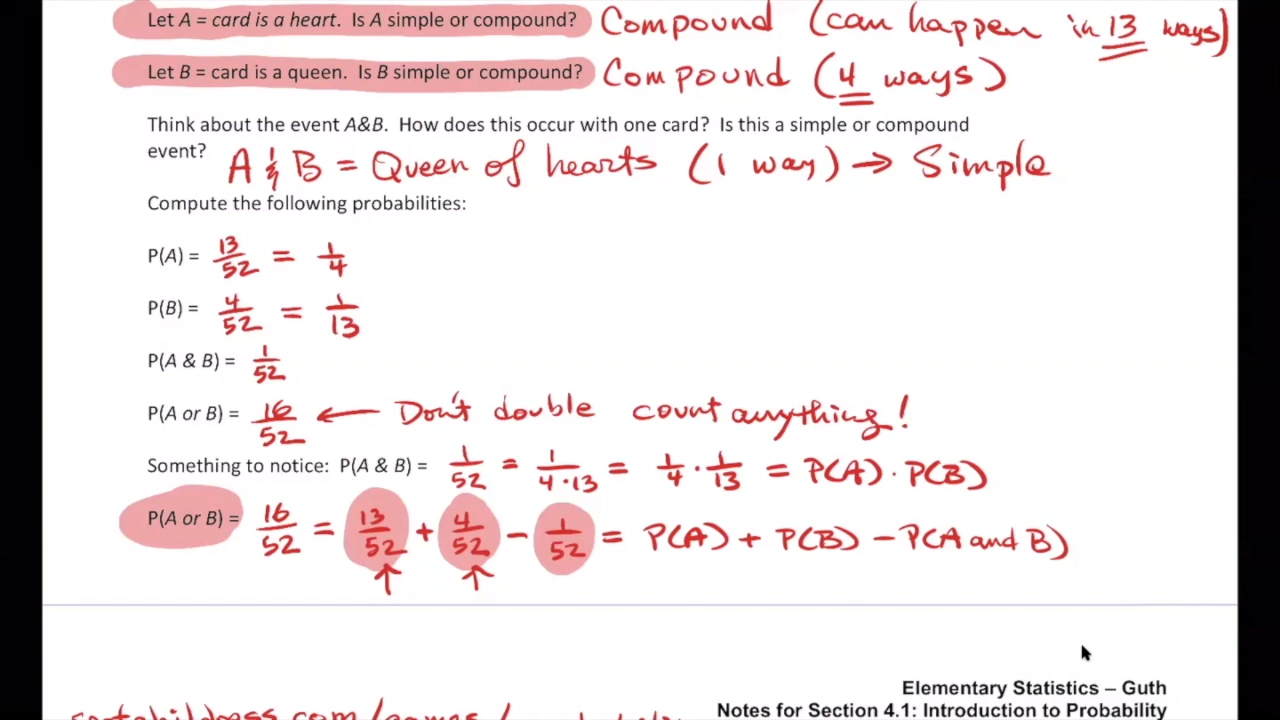 Let A = card is a heart. Is A simple or compound? Compound (can happen in 13 ways)
Let B = card is a queen. Is B simple or compound? Compound (4 ways)
Think about the event A&B. How does this occur with one card? Is this a simple or compound
event? A & B = Queen of hearts (1 way) → Simple
Compute the following probabilities:
P(A) = 13/52 = 1/4
P(B) = 4/52 = 1/13
P(A & B) = 1/52
P(A or B) = 16/52 ← Don't double count anything!
Something to notice: P(A & B) = 1/52 = 1/4·13 = 1/4 · 1/13 = P(A) · P(B)
P(A or B) = 16/52 = 13/52 + 4/52 − 1/52 = P(A) + P(B) − P(A and B)
↑ ↑
Elementary Statistics – Guth
Notes for Section 4.1: Introduction to Probability